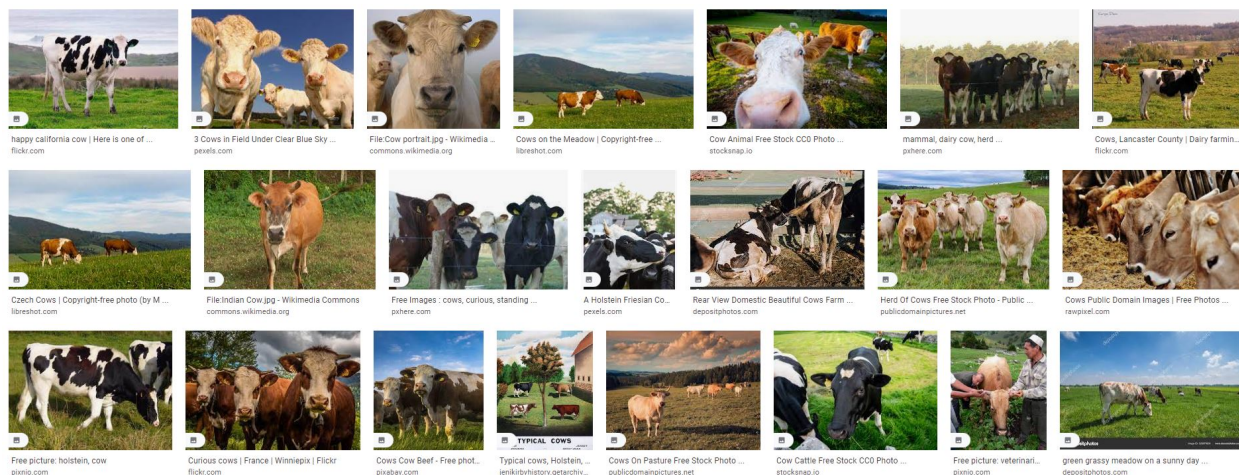 happy california cow | Here is one of ...
flickr.com
3 Cows in Field Under Clear Blue Sky ...
pexels.com
File:Cow portrait.jpg - Wikimedia ...
commons.wikimedia.org
Cows on the Meadow | Copyright-free ...
libreshot.com
Cow Animal Free Stock CC0 Photo ...
stocksnap.io
mammal, dairy cow, herd ...
pxhere.com
Cows, Lancaster County | Dairy farmin...
flickr.com
Czech Cows | Copyright-free photo (by M ...
libreshot.com
File:Indian Cow.jpg - Wikimedia Commons
commons.wikimedia.org
Free Images : cows, curious, standing ...
pxhere.com
A Holstein Friesian Co...
pexels.com
Rear View Domestic Beautiful Cows Farm ...
depositphotos.com
Herd Of Cows Free Stock Photo - Public ...
publicdomainpictures.net
Cows Public Domain Images | Free Photos ...
rawpixel.com
TYPICAL COWS
Free picture: holstein, cow
pixnio.com
Curious cows | France | Winniepix | Flickr
flickr.com
Cows Cow Beef - Free phot...
pixabay.com
Typical cows, Holstein, ...
jenikirbyhistory.getarchiv...
Cows On Pasture Free Stock Photo ...
publicdomainpictures.net
Cow Cattle Free Stock CC0 Photo ...
stocksnap.io
Free picture: veterinari...
pixnio.com
green grassy meadow on a sunny day ...
depositphotos.com